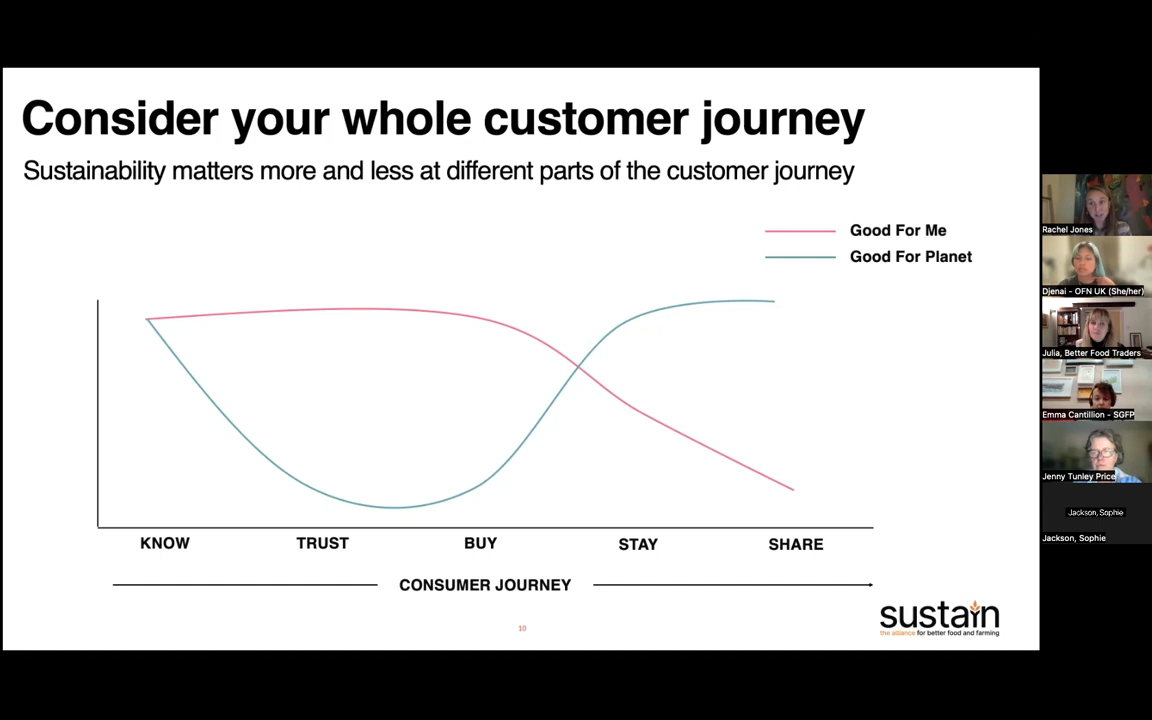 Consider your whole customer journey
Sustainability matters more and less at different parts of the customer journey
Good For Me
Good For Planet
KNOW TRUST BUY STAY SHARE
CONSUMER JOURNEY
10
sustain
the alliance for better food and farming
Rachel Jones
Djenai - OFN UK (She/her)
Julia, Better Food Traders
Emma Cantillion - SGFP
Jenny Tunley Price
Jackson, Sophie
Jackson, Sophie